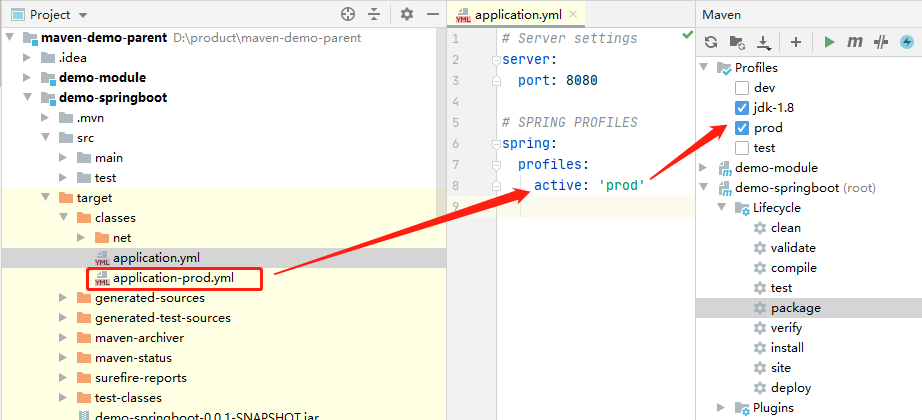 Project
maven-demo-parent D:\product\maven-demo-parent
.idea
demo-module
demo-springboot
.mvn
src
main
test
target
classes
net
application.yml
application-prod.yml
generated-sources
generated-test-sources
maven-archiver
maven-status
surefire-reports
test-classes
demo-springboot-0.0.1-SNAPSHOT.jar
application.yml
1 # Server settings
2 server:
3 port: 8080
4
5 # SPRING PROFILES
6 spring:
7 profiles:
8 active: 'prod'
9
Maven
Profiles
dev
jdk-1.8
prod
test
demo-module
demo-springboot (root)
Lifecycle
clean
validate
compile
test
package
verify
install
site
deploy
Plugins